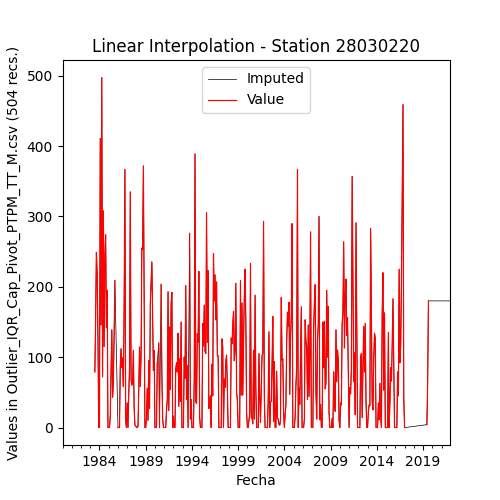 Linear Interpolation - Station 28030220
Imputed
Value
Values in Outlier_IQR_Cap_Pivot_PTPM_TT_M.csv (504 recs.)
500
400
300
200
100
0
1984 1989 1994 1999 2004 2009 2014 2019
Fecha